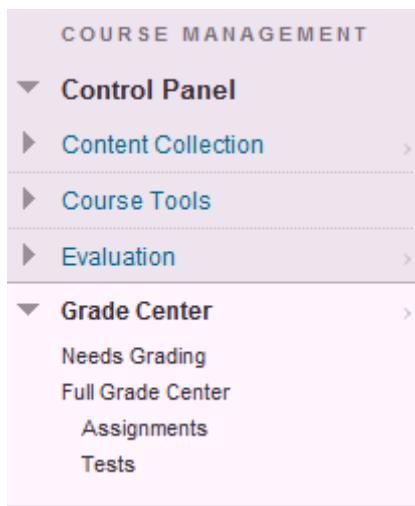 COURSE MANAGEMENT
Control Panel
Content Collection
Course Tools
Evaluation
Grade Center
Needs Grading
Full Grade Center
Assignments
Tests